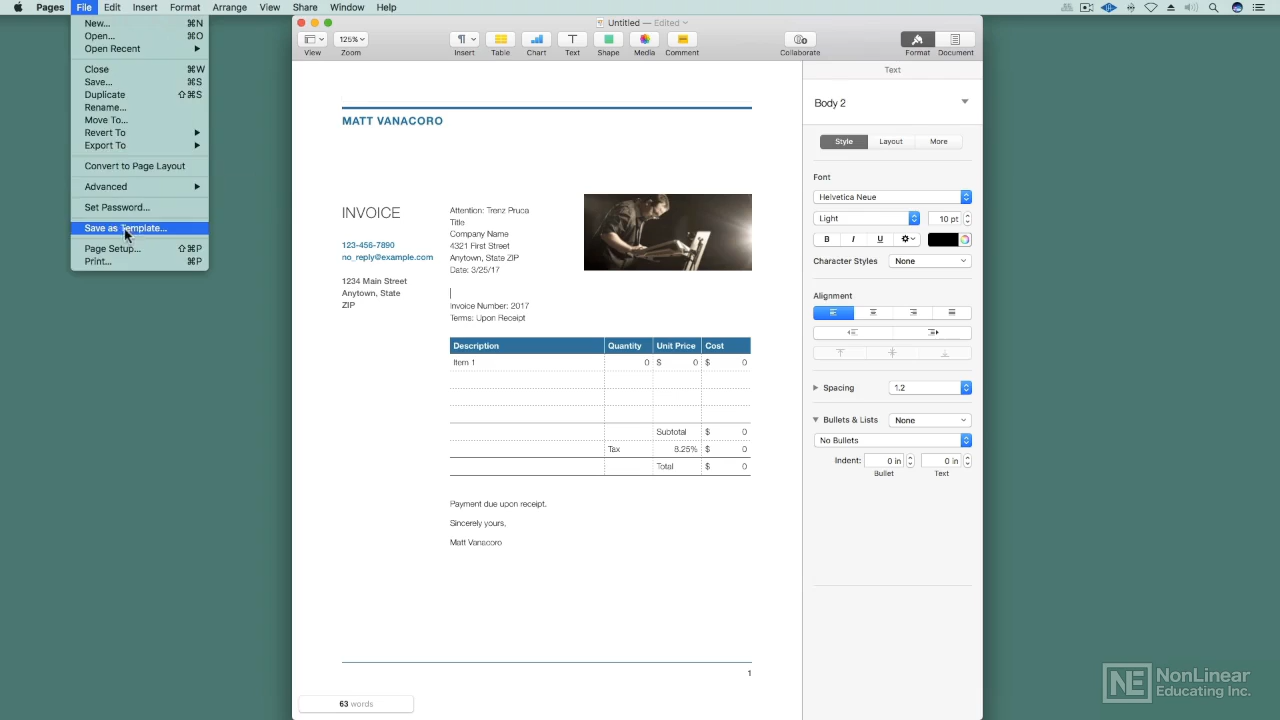 Pages File Edit Insert Format Arrange View Share Window Help
New... ⌘N
Open... ⌘O
Open Recent
Close ⌘W
Save... ⌘S
Duplicate ⇧⌘S
Rename...
Move To...
Revert To
Export To
Convert to Page Layout
Advanced
Set Password...
Save as Template...
Page Setup... ⇧⌘P
Print... ⌘P
Untitled — Edited
125%
View Zoom Insert Table Chart Text Shape Media Comment Collaborate Format Document
MATT VANACORO
INVOICE
123-456-7890
no_reply@example.com
1234 Main Street
Anytown, State
ZIP
Attention: Trenz Pruca
Title
Company Name
4321 First Street
Anytown, State ZIP
Date: 3/25/17
Invoice Number: 2017
Terms: Upon Receipt
Description Quantity Unit Price Cost
Item 1 0 $ 0 $ 0
Subtotal $ 0
Tax 8.25% $ 0
Total $ 0
Payment due upon receipt.
Sincerely yours,
Matt Vanacoro
1
63 words
Text
Body 2
Style Layout More
Font
Helvetica Neue
Light 10 pt
B I U
Character Styles None
Alignment
Spacing 1.2
Bullets & Lists None
No Bullets
Indent: 0 in 0 in
Bullet Text
NE NonLinear
Educating Inc.